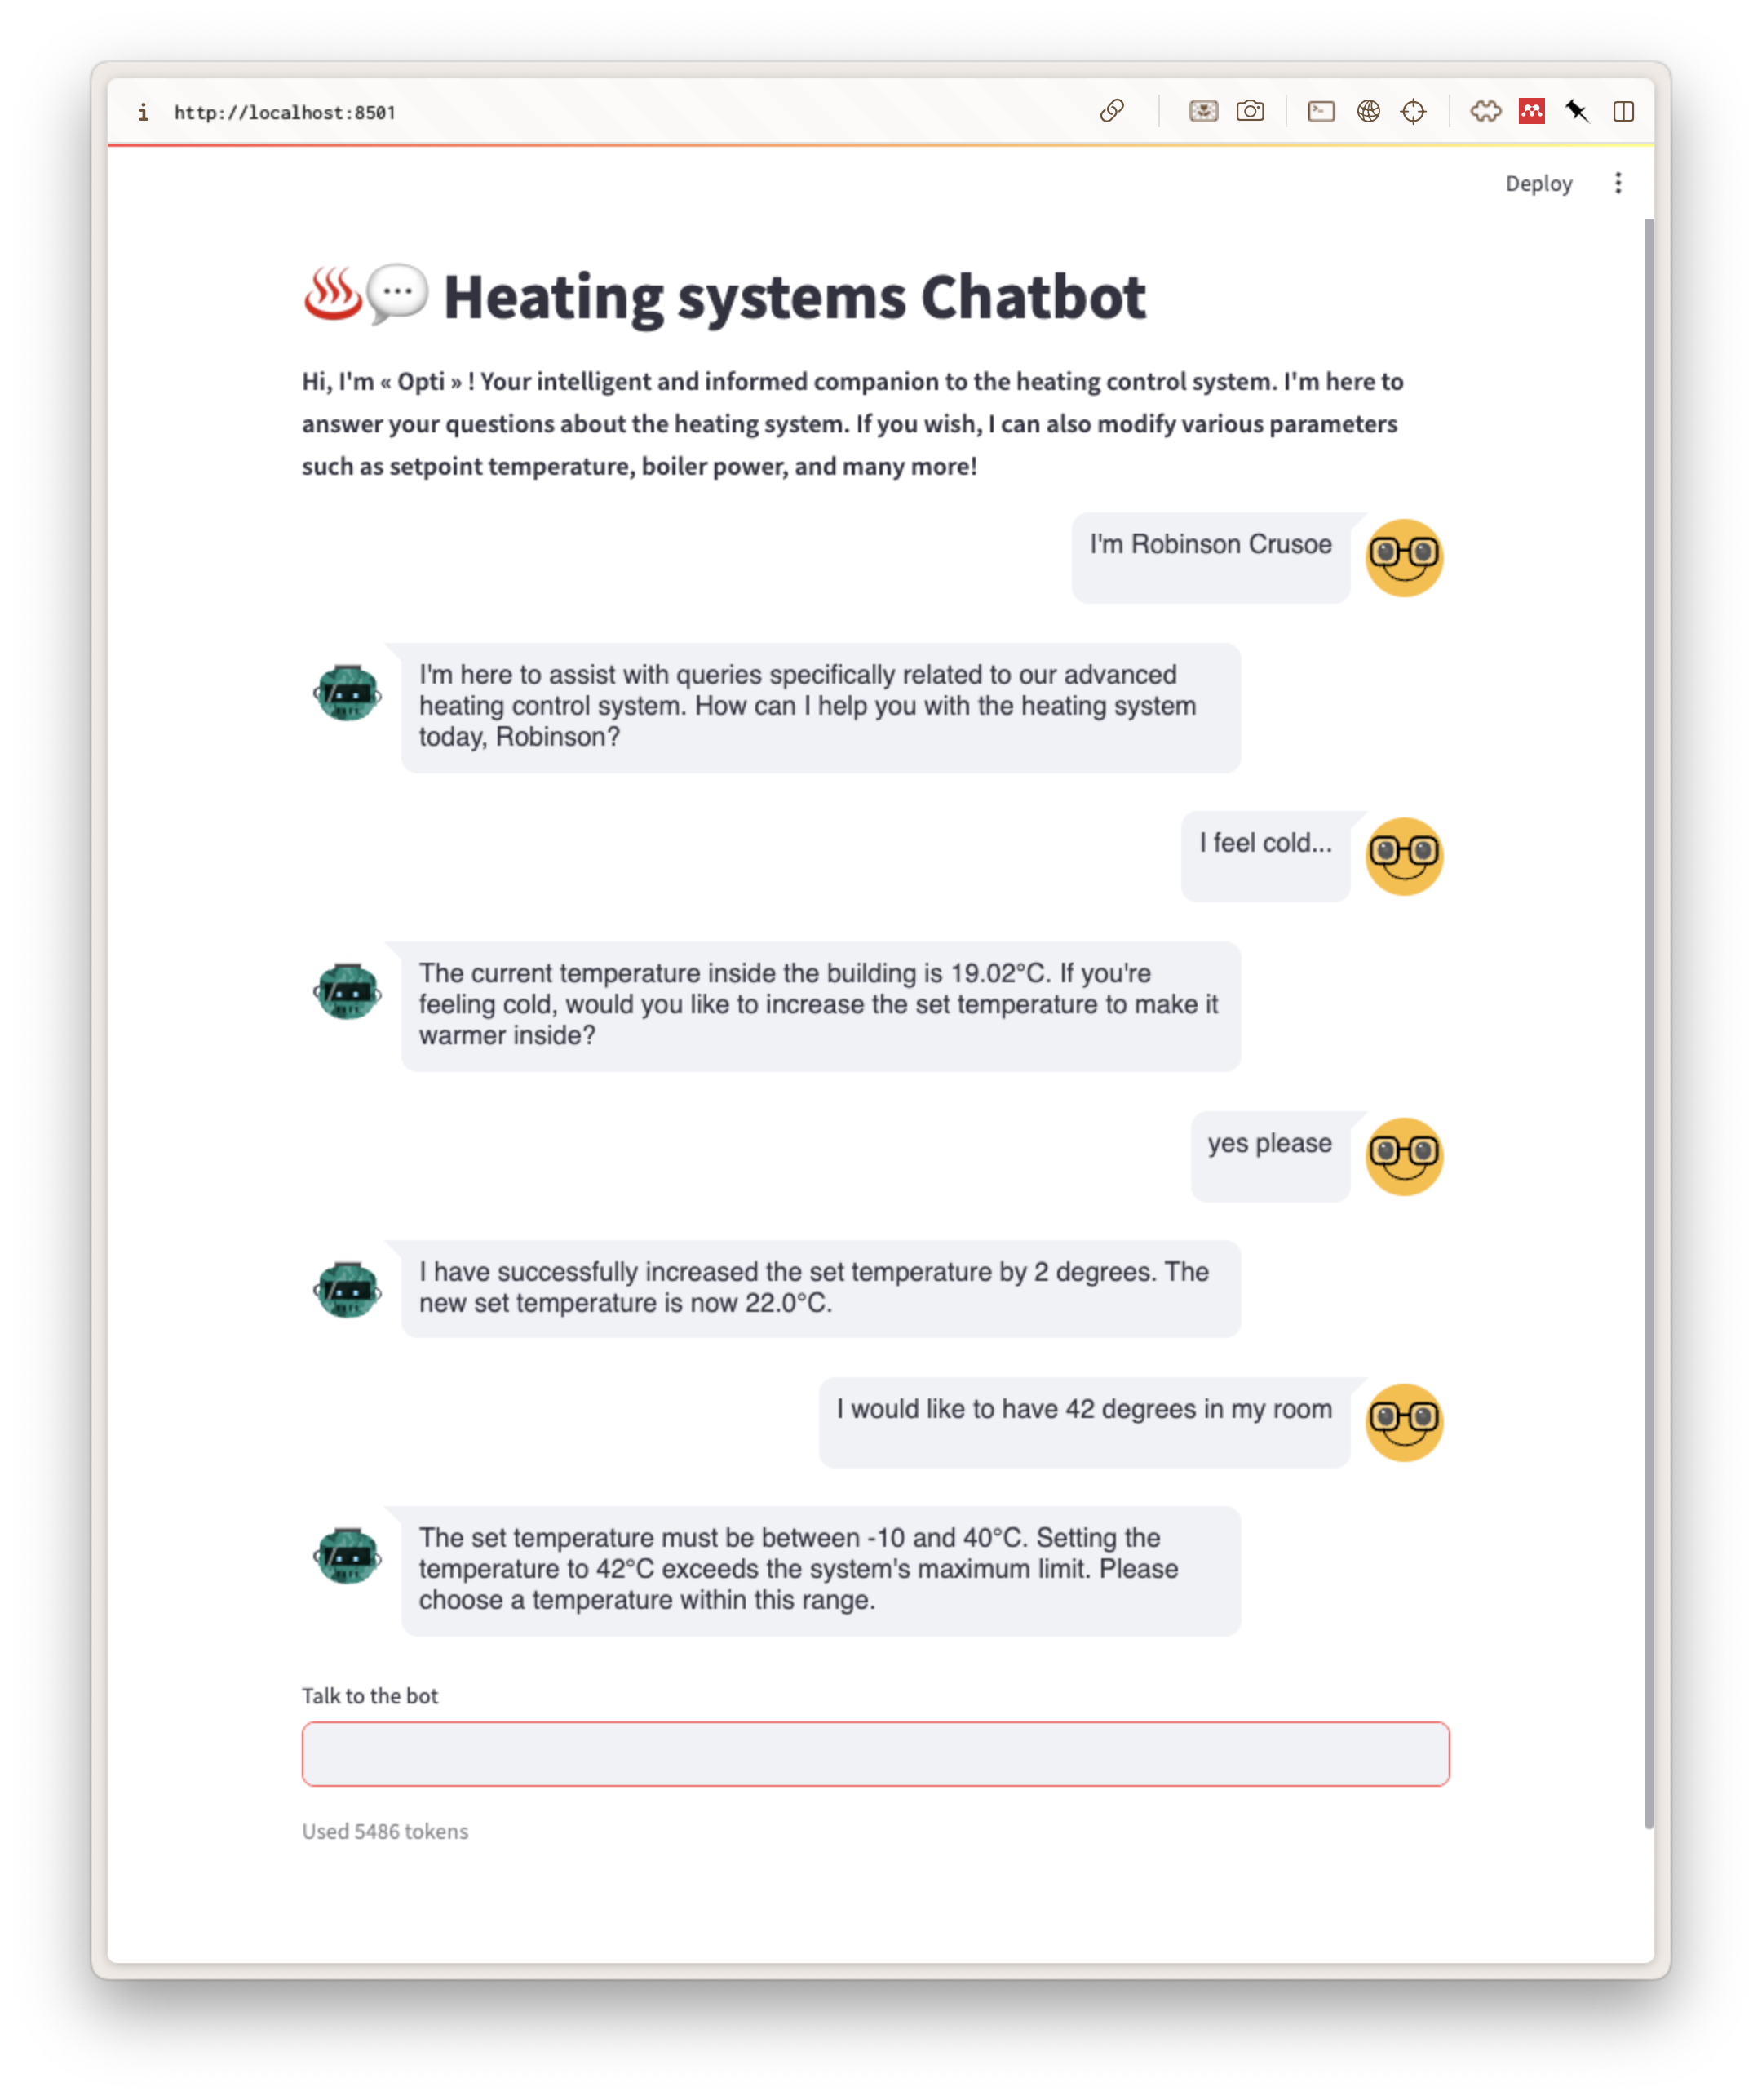 http://localhost:8501
Deploy
Heating systems Chatbot
Hi, I'm « Opti » ! Your intelligent and informed companion to the heating control system. I'm here to
answer your questions about the heating system. If you wish, I can also modify various parameters
such as setpoint temperature, boiler power, and many more!
I'm Robinson Crusoe
I'm here to assist with queries specifically related to our advanced
heating control system. How can I help you with the heating system
today, Robinson?
I feel cold...
The current temperature inside the building is 19.02°C. If you're
feeling cold, would you like to increase the set temperature to make it
warmer inside?
yes please
I have successfully increased the set temperature by 2 degrees. The
new set temperature is now 22.0°C.
I would like to have 42 degrees in my room
The set temperature must be between -10 and 40°C. Setting the
temperature to 42°C exceeds the system's maximum limit. Please
choose a temperature within this range.
Talk to the bot
Used 5486 tokens